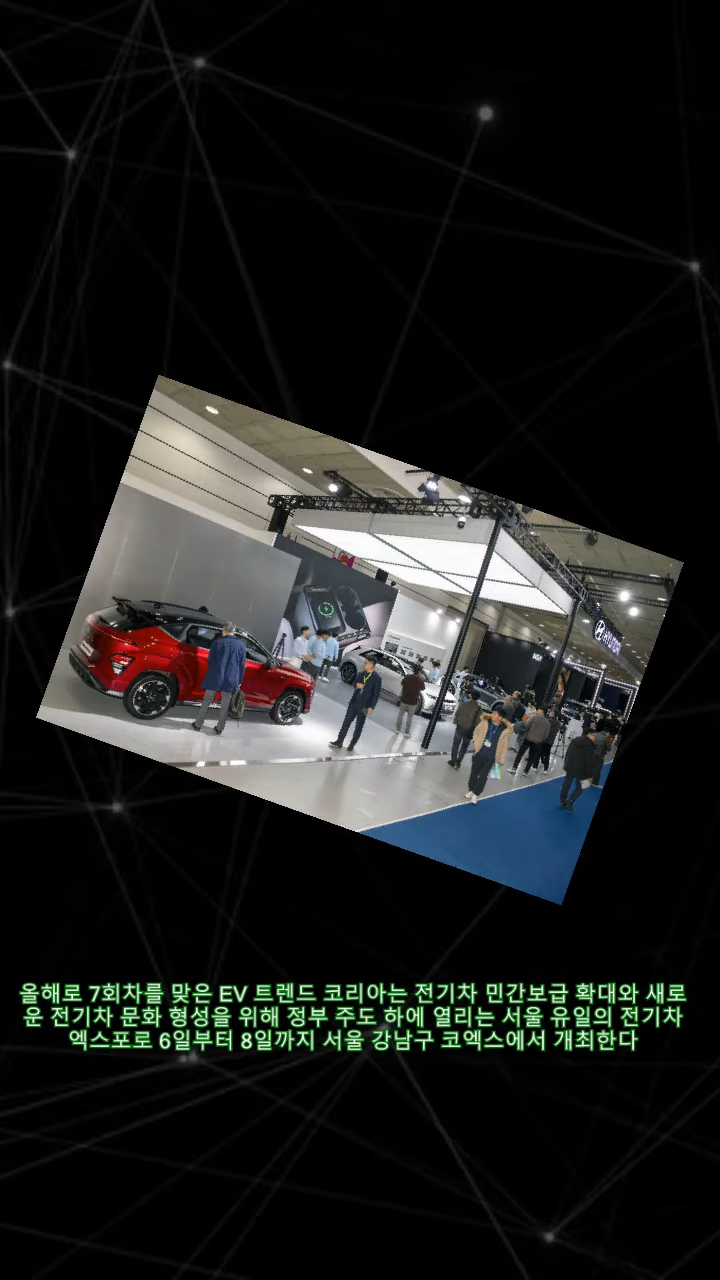 HYUNDAI
올해로 7회차를 맞은 EV 트렌드 코리아는 전기차 민간보급 확대와 새로
운 전기차 문화 형성을 위해 정부 주도 하에 열리는 서울 유일의 전기차
엑스포로 6일부터 8일까지 서울 강남구 코엑스에서 개최한다